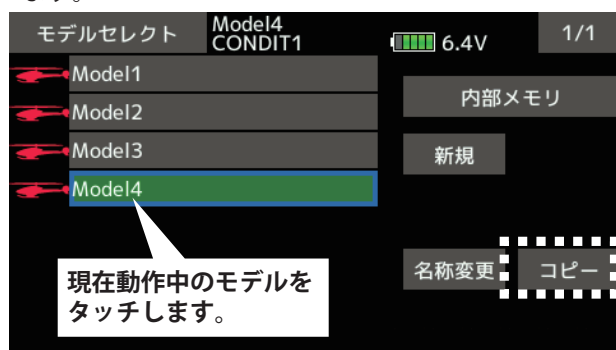 モデルセレクト
Model4
CONDIT1
6.4V
1/1
Model1
Model2
Model3
Model4
内部メモリ
新規
名称変更
コピー
現在動作中のモデルを
タッチします。